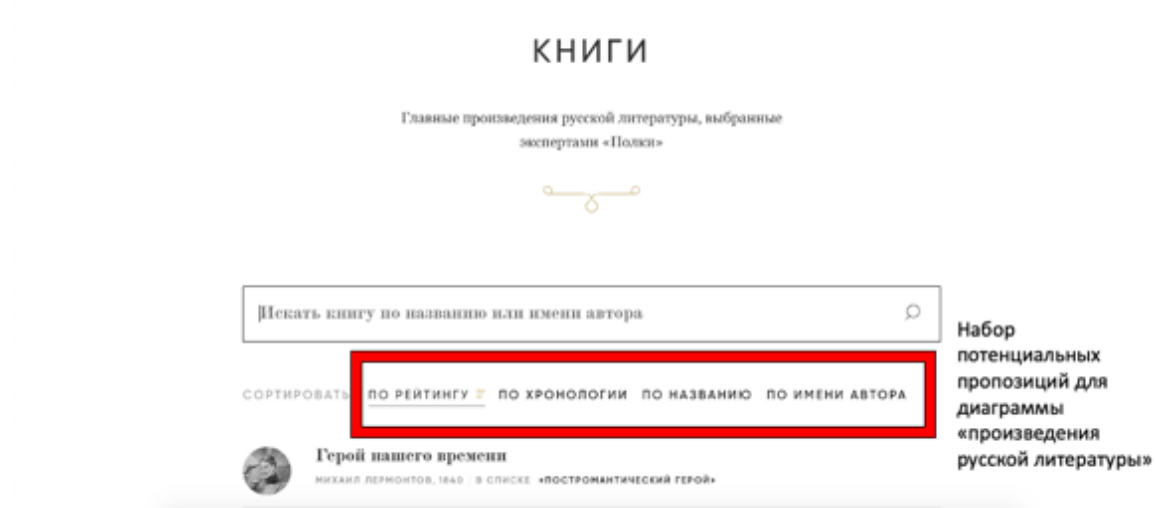 КНИГИ
Главные произведения русской литературы, выбранные
экспертами «Полки»
Искать книгу по названию или имени автора
СОРТИРОВАТЬ ПО РЕЙТИНГУ ПО ХРОНОЛОГИИ ПО НАЗВАНИЮ ПО ИМЕНИ АВТОРА
Набор
потенциальных
пропозиций для
диаграммы
«произведения
русской литературы»
Герой нашего времени
МИХАИЛ ЛЕРМОНТОВ, 1840 | В СПИСКЕ «ПОСТРОМАНТИЧЕСКИЙ ГЕРОЙ»